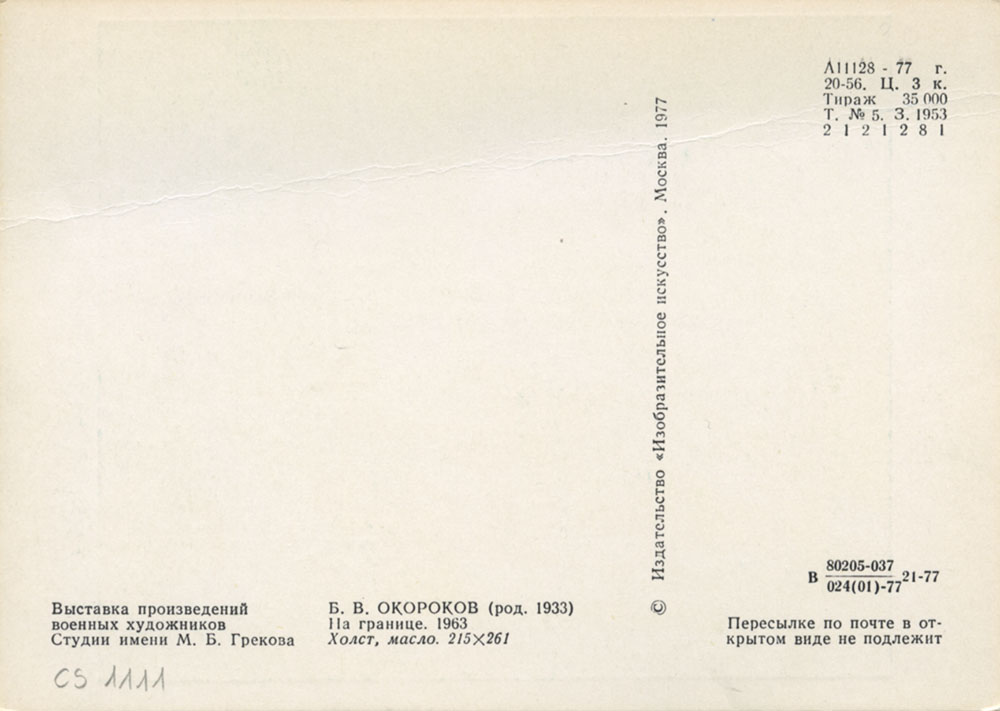 А11128 - 77 г.
20-56. Ц. 3 к.
Тираж 35 000
Т. № 5. З. 1953
2 1 2 1 2 8 1
© Издательство «Изобразительное искусство». Москва. 1977
Выставка произведений
военных художников
Студии имени М. Б. Грекова
Б. В. ОКОРОКОВ (род. 1933)
На границе. 1963
Холст, масло. 215×261
В 80205-037 21-77
024(01)-77
Пересылке по почте в от-
крытом виде не подлежит
CS 1111